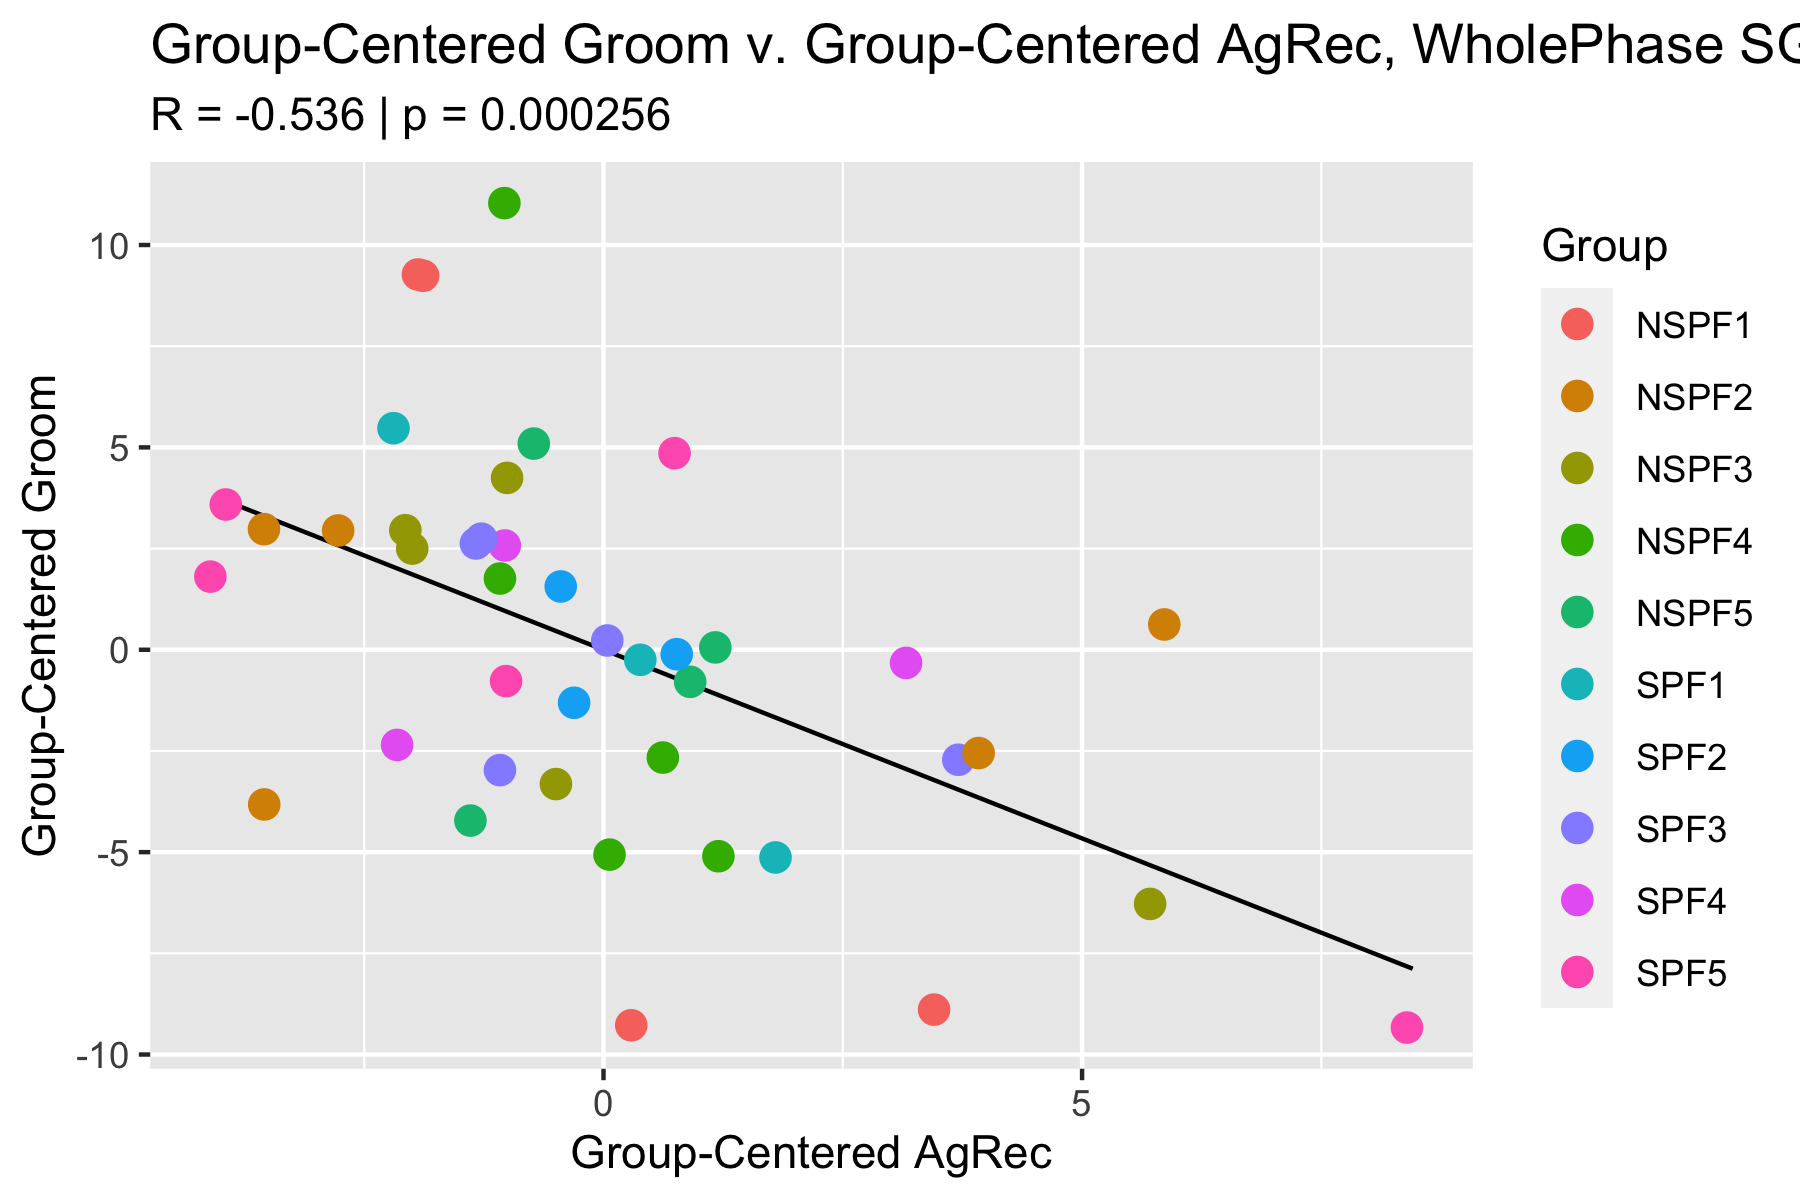 Group-Centered Groom v. Group-Centered AgRec, WholePhase
R = -0.536 | p = 0.000256
Group-Centered Groom
10
5
0
-5
-10
0
5
Group-Centered AgRec
Group
NSPF1
NSPF2
NSPF3
NSPF4
NSPF5
SPF1
SPF2
SPF3
SPF4
SPF5